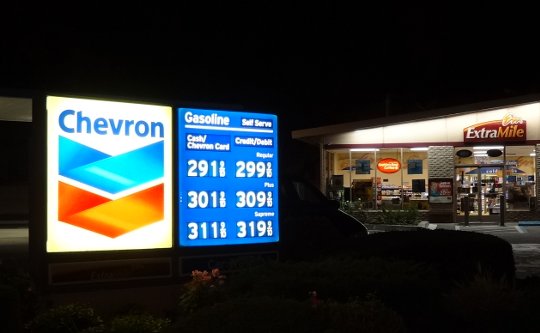 Chevron
Gasoline Self Serve
Cash/ Credit/Debit
Chevron Card
Regular
291 9/10 299 9/10
Plus
301 9/10 309 9/10
Supreme
311 9/10 319 9/10
ExtraMile